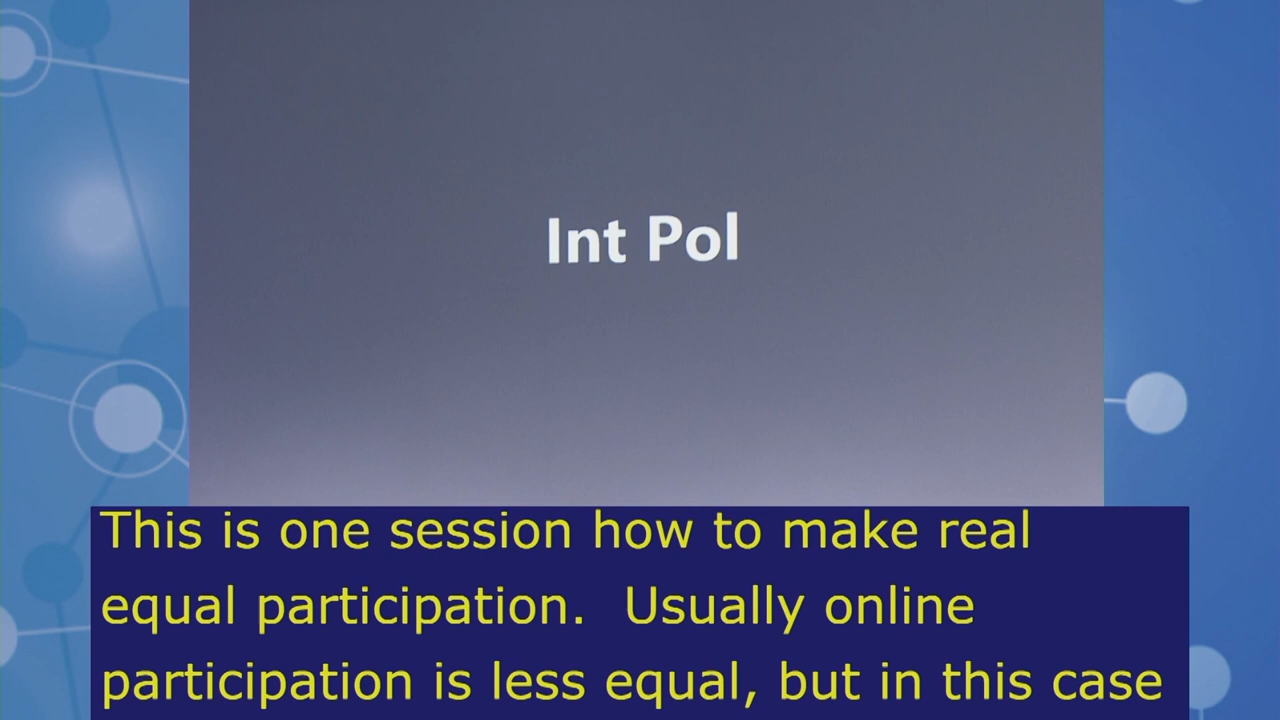 Int Pol
This is one session how to make real
equal participation.  Usually online
participation is less equal, but in this case